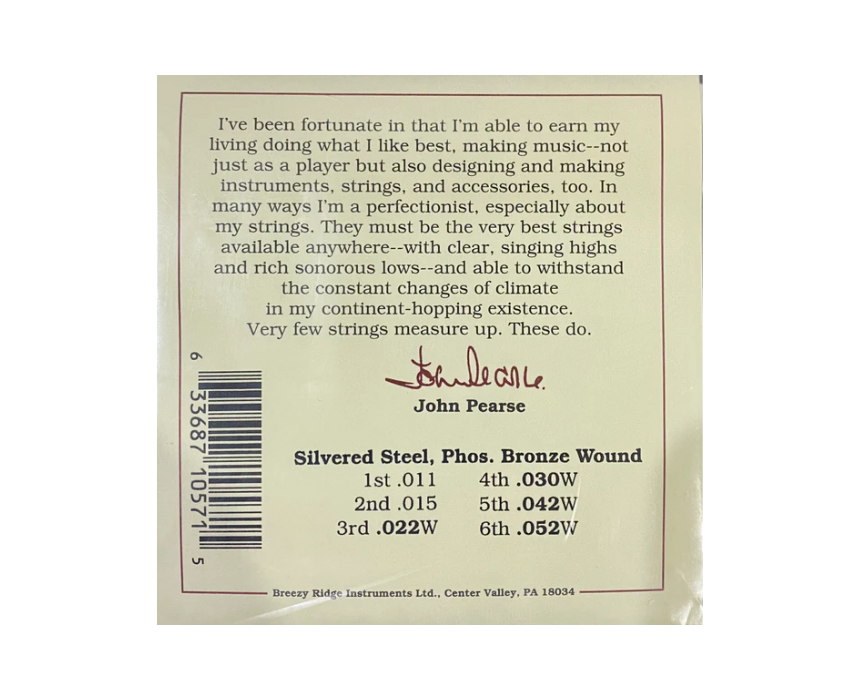 I've been fortunate in that I'm able to earn my
living doing what I like best, making music--not
just as a player but also designing and making
instruments, strings, and accessories, too. In
many ways I'm a perfectionist, especially about
my strings. They must be the very best strings
available anywhere--with clear, singing highs
and rich sonorous lows--and able to withstand
the constant changes of climate
in my continent-hopping existence.
Very few strings measure up. These do.
John Pearse.
John Pearse
6 33687 10571 5
Silvered Steel, Phos. Bronze Wound
1st .011 4th .030W
2nd .015 5th .042W
3rd .022W 6th .052W
Breezy Ridge Instruments Ltd., Center Valley, PA 18034